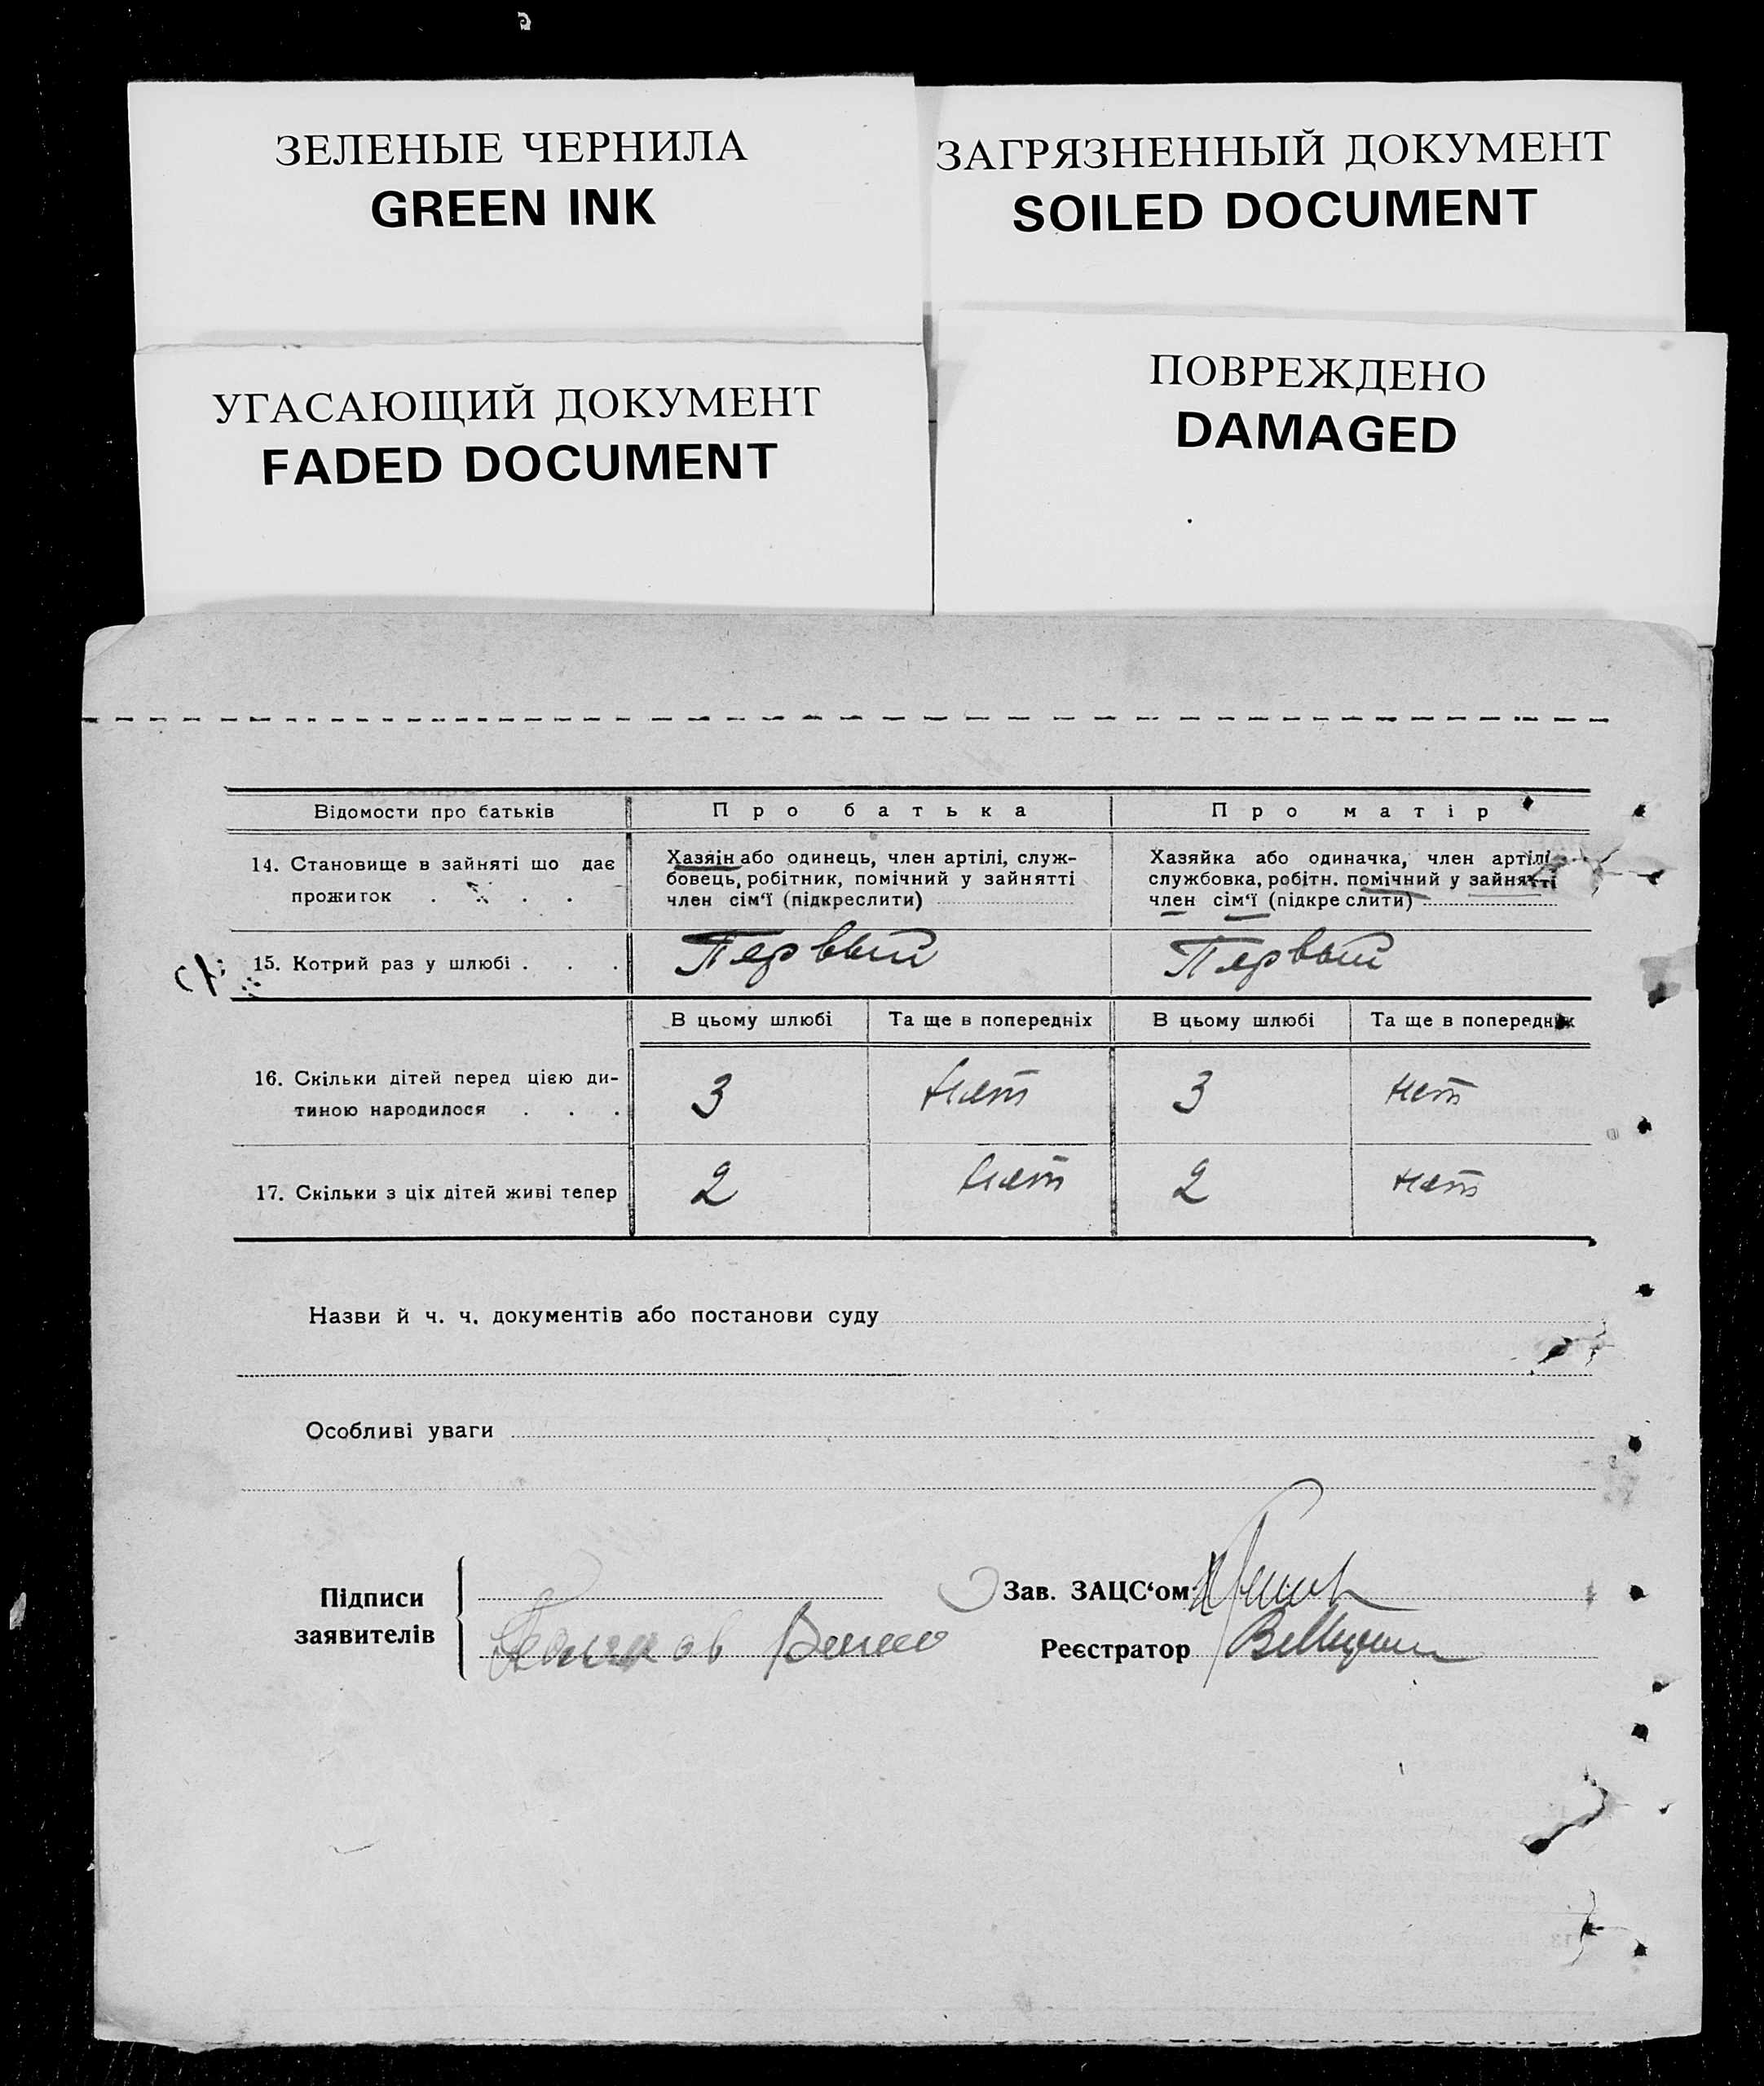 ЗЕЛЕНЫЕ ЧЕРНИЛА
GREEN INK
ЗАГРЯЗНЕННЫЙ ДОКУМЕНТ
SOILED DOCUMENT
УГАСАЮЩИЙ ДОКУМЕНТ
FADED DOCUMENT
ПОВРЕЖДЕНО
DAMAGED
Відомости про батьків
Про батька
Про матір
14. Становище в зайняті що дає
прожиток . . . .
Хазяїн або одинець, член артілі, служ-
бовець, робітник, помічний у зайнятті
член сім'ї (підкреслити)
Хазяйка або одиначка, член артілі
службовка, робітн. помічний у зайнятті
член сім'ї (підкреслити)
15. Котрий раз у шлюбі . . .
Первый
Первый
В цьому шлюбі
Та ще в попередніх
В цьому шлюбі
Та ще в попередніх
16. Скільки дітей перед цією ди-
тиною народилося . . .
3
нет
3
нет
17. Скільки з ціх дітей живі тепер
2
нет
2
нет
Назви й ч. ч. документів або постанови суду
Особливі уваги
Підписи
заявителів
Зав. ЗАЦС'ом
Реєстратор